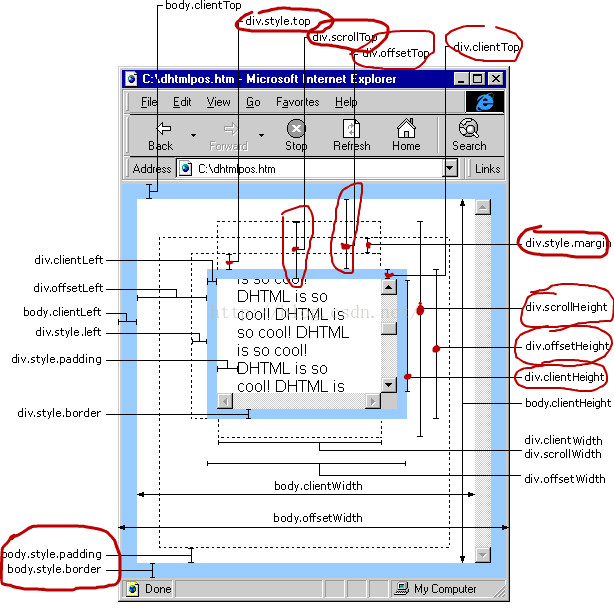 body.clientTop
div.style.top
div.scrollTop
div.offsetTop
div.clientTop
C:\dhtmlpos.htm - Microsoft Internet Explorer
File Edit View Go Favorites Help
Back Forward Stop Refresh Home Search
Address C:\dhtmlpos.htm Links
div.style.margin
div.clientLeft
div.offsetLeft
body.clientLeft
div.style.left
div.style.padding
div.style.border
is so cool!
DHTML is so
cool! DHTML is
so cool! DHTML
is so cool!
DHTML is so
cool! DHTML is
div.scrollHeight
div.offsetHeight
div.clientHeight
body.clientHeight
div.clientWidth
div.scrollWidth
div.offsetWidth
body.clientWidth
body.offsetWidth
body.style.padding
body.style.border
Done My Computer